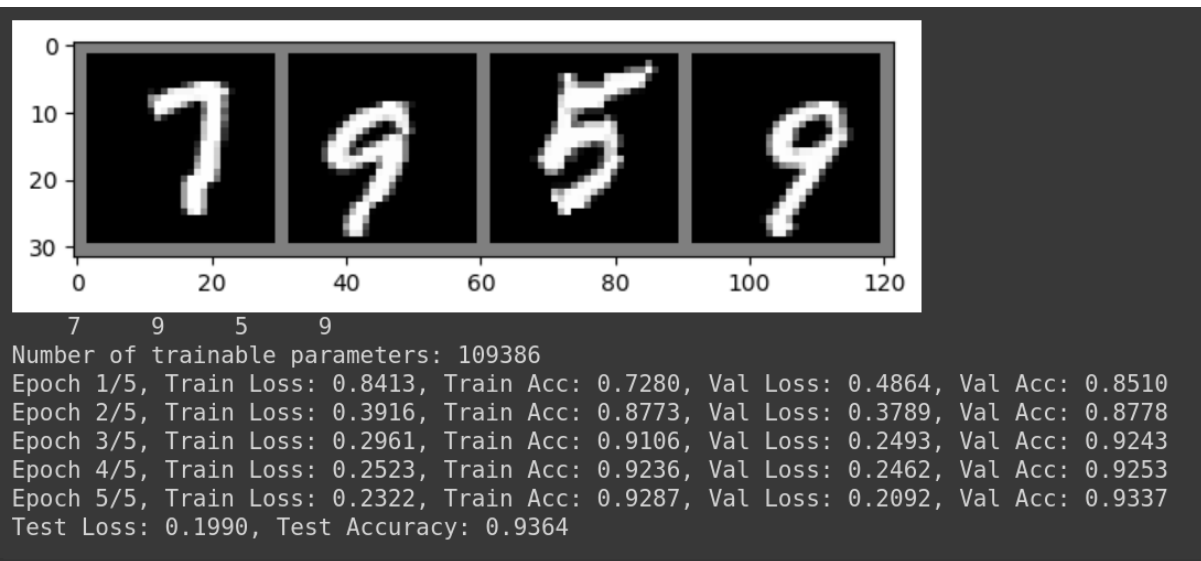 0
10
20
30
7 9 5 9
0 20 40 60 80 100 120
7 9 5 9
Number of trainable parameters: 109386
Epoch 1/5, Train Loss: 0.8413, Train Acc: 0.7280, Val Loss: 0.4864, Val Acc: 0.8510
Epoch 2/5, Train Loss: 0.3916, Train Acc: 0.8773, Val Loss: 0.3789, Val Acc: 0.8778
Epoch 3/5, Train Loss: 0.2961, Train Acc: 0.9106, Val Loss: 0.2493, Val Acc: 0.9243
Epoch 4/5, Train Loss: 0.2523, Train Acc: 0.9236, Val Loss: 0.2462, Val Acc: 0.9253
Epoch 5/5, Train Loss: 0.2322, Train Acc: 0.9287, Val Loss: 0.2092, Val Acc: 0.9337
Test Loss: 0.1990, Test Accuracy: 0.9364